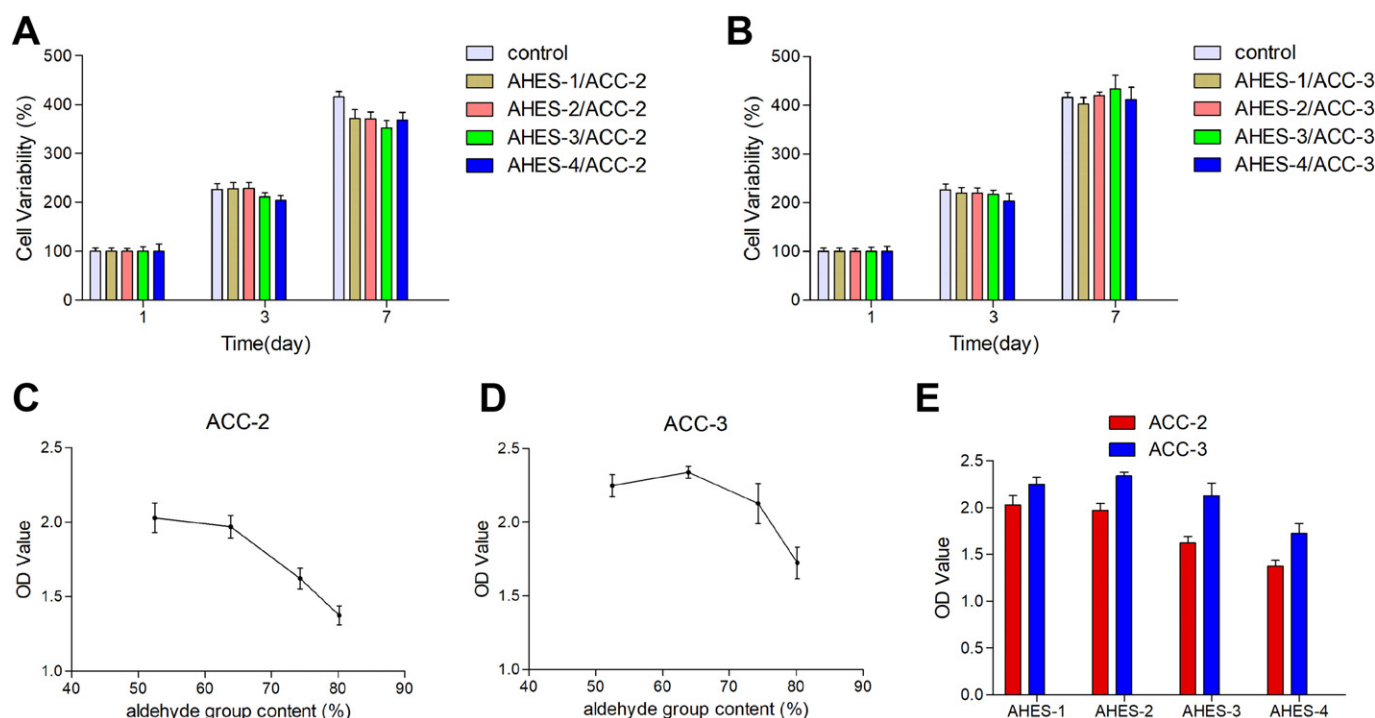 A
500
400
300
200
100
0
Cell Variability (%)
1
3
7
Time(day)
control
AHES-1/ACC-2
AHES-2/ACC-2
AHES-3/ACC-2
AHES-4/ACC-2
B
500
400
300
200
100
0
Cell Variability (%)
1
3
7
Time(day)
control
AHES-1/ACC-3
AHES-2/ACC-3
AHES-3/ACC-3
AHES-4/ACC-3
C
ACC-2
2.5
2.0
1.5
1.0
OD Value
40 50 60 70 80 90
aldehyde group content (%)
D
ACC-3
2.5
2.0
1.5
1.0
OD Value
40 50 60 70 80 90
aldehyde group content (%)
E
ACC-2
ACC-3
2.5
2.0
1.5
1.0
0.5
0.0
OD Value
AHES-1 AHES-2 AHES-3 AHES-4